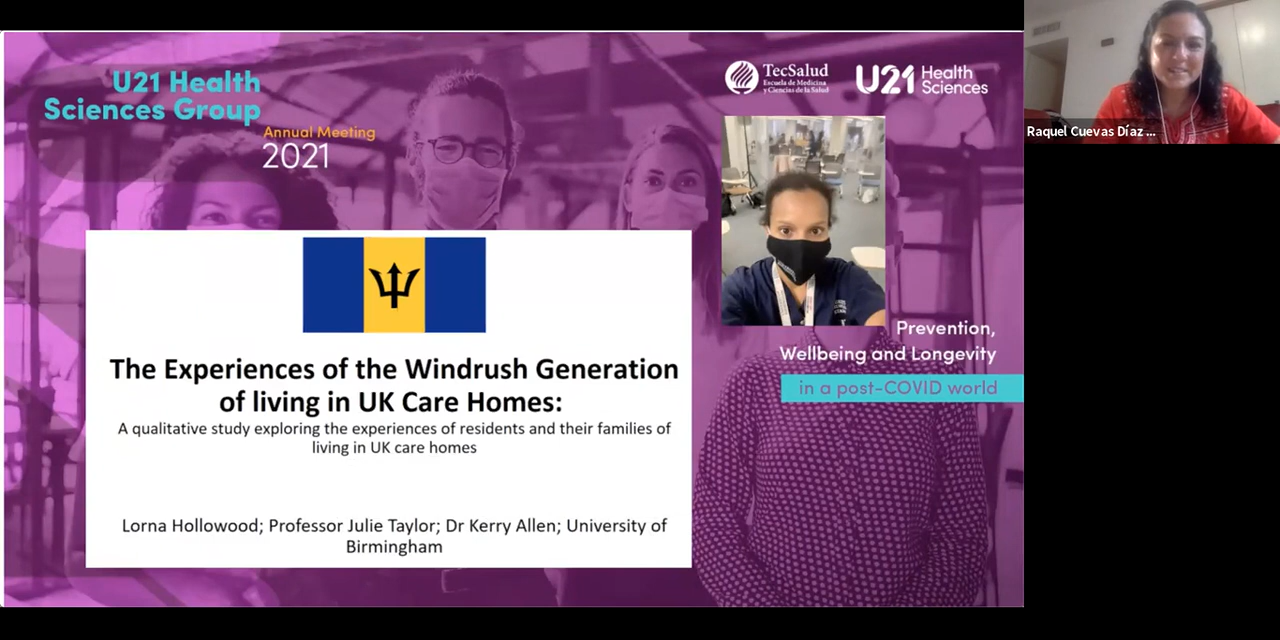 U21 Health
Sciences Group
Annual Meeting
2021
TecSalud
Escuela de Medicina
y Ciencias de la Salud
U21 Health
Sciences
Raquel Cuevas Díaz ...
The Experiences of the Windrush Generation
of living in UK Care Homes:
A qualitative study exploring the experiences of residents and their families of
living in UK care homes
Lorna Hollowood; Professor Julie Taylor; Dr Kerry Allen; University of
Birmingham
Prevention,
Wellbeing and Longevity
in a post-COVID world